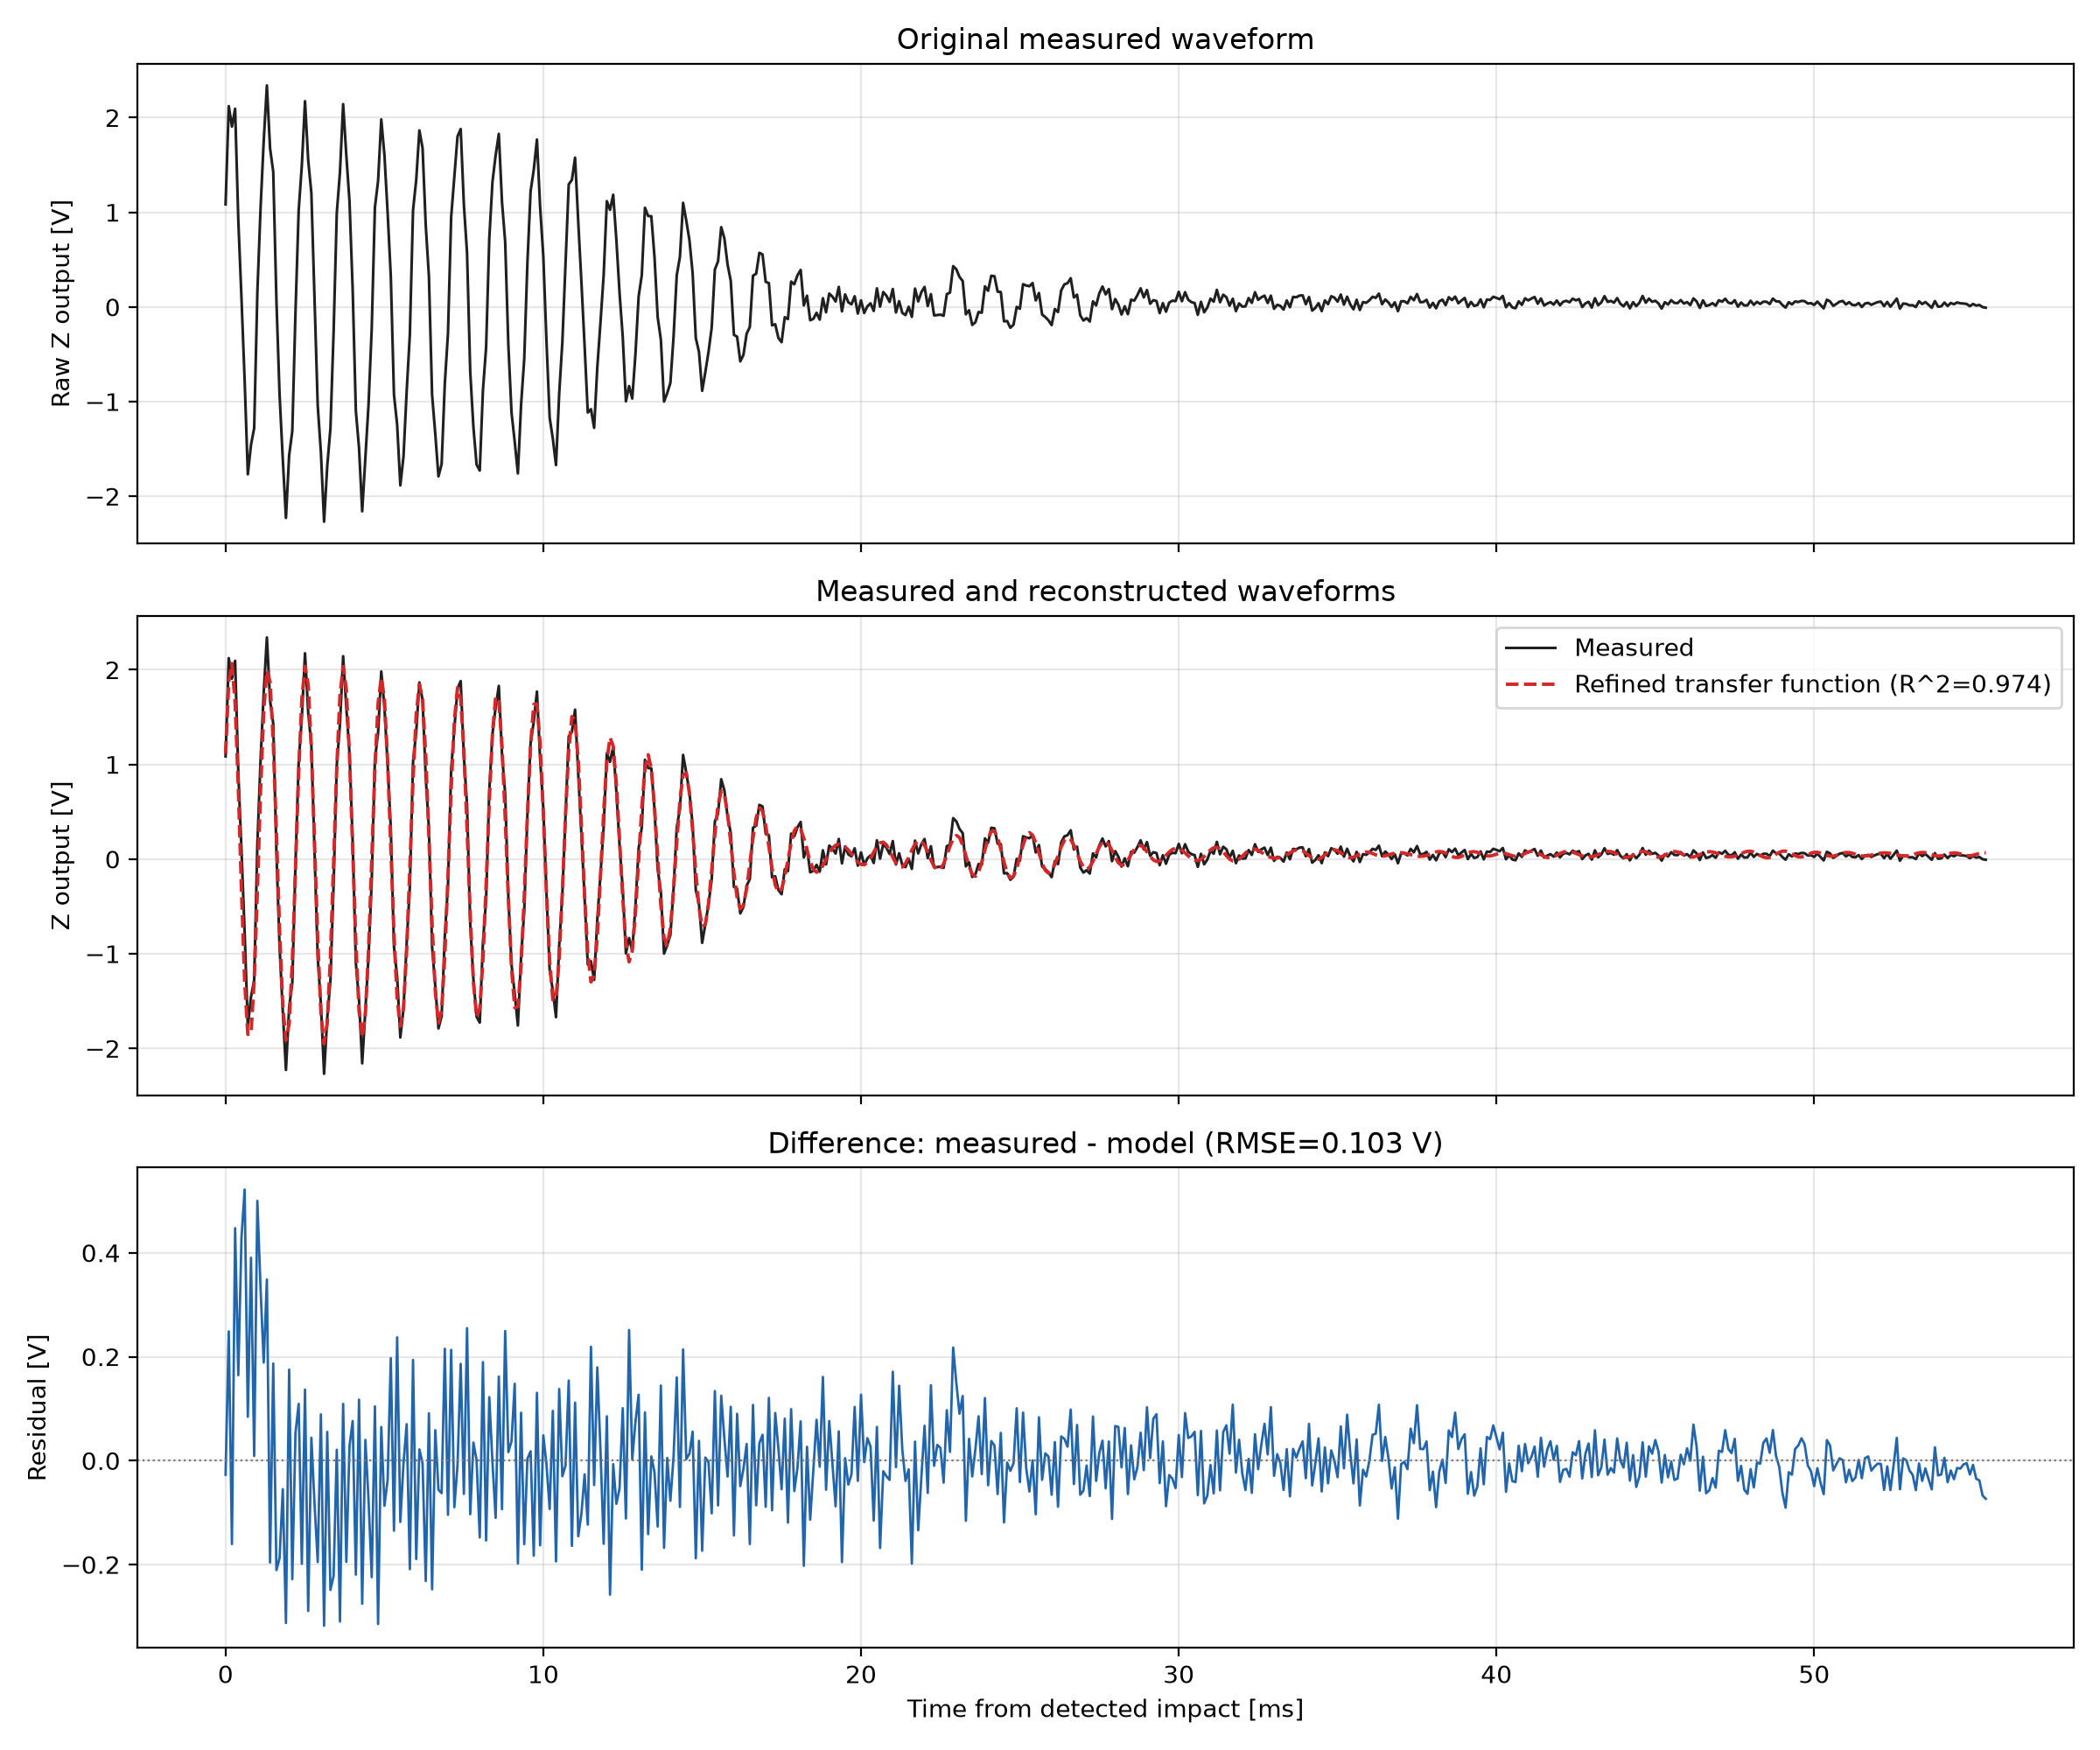 Original measured waveform
Raw Z output [V]
2
1
0
−1
−2
Measured and reconstructed waveforms
Z output [V]
2
1
0
−1
−2
Measured
Refined transfer function (R^2=0.974)
Difference: measured - model (RMSE=0.103 V)
Residual [V]
0.4
0.2
0.0
−0.2
0 10 20 30 40 50
Time from detected impact [ms]